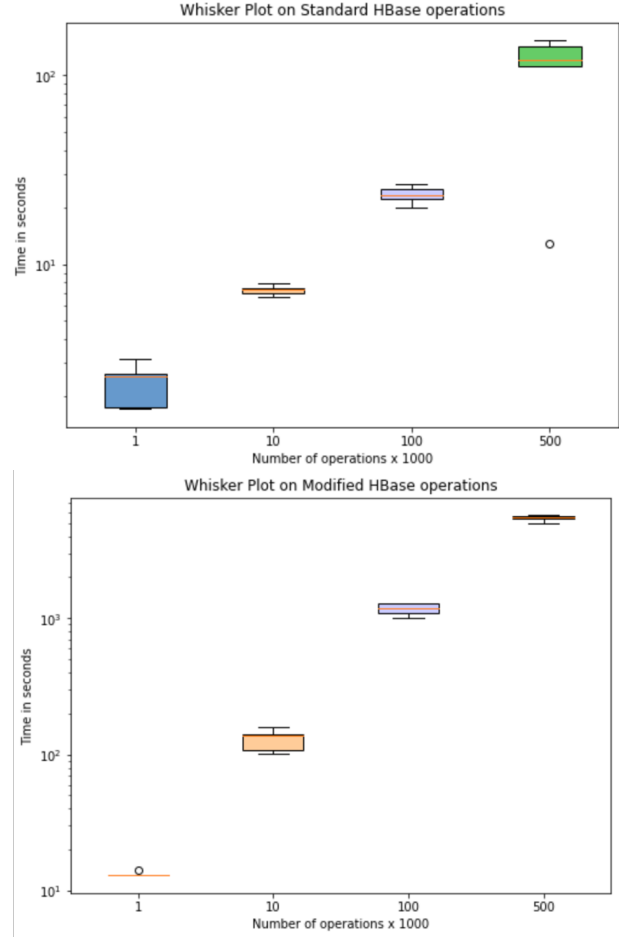 Whisker Plot on Standard HBase operations
10²
10¹
Time in seconds
1 10 100 500
Number of operations x 1000
Whisker Plot on Modified HBase operations
10³
10²
10¹
Time in seconds
1 10 100 500
Number of operations x 1000